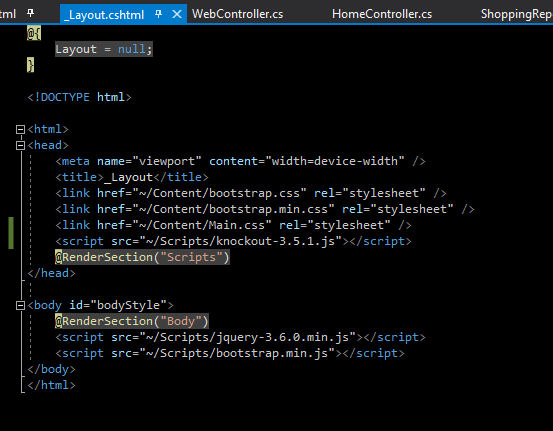 ml
_Layout.cshtml
WebController.cs
HomeController.cs
ShoppingRep
@{
Layout = null;
}
<!DOCTYPE html>
<html>
<head>
<meta name="viewport" content="width=device-width" />
<title>_Layout</title>
<link href="~/Content/bootstrap.css" rel="stylesheet" />
<link href="~/Content/bootstrap.min.css" rel="stylesheet" />
<link href="~/Content/Main.css" rel="stylesheet" />
<script src="~/Scripts/knockout-3.5.1.js"></script>
@RenderSection("Scripts")
</head>
<body id="bodyStyle">
@RenderSection("Body")
<script src="~/Scripts/jquery-3.6.0.min.js"></script>
<script src="~/Scripts/bootstrap.min.js"></script>
</body>
</html>